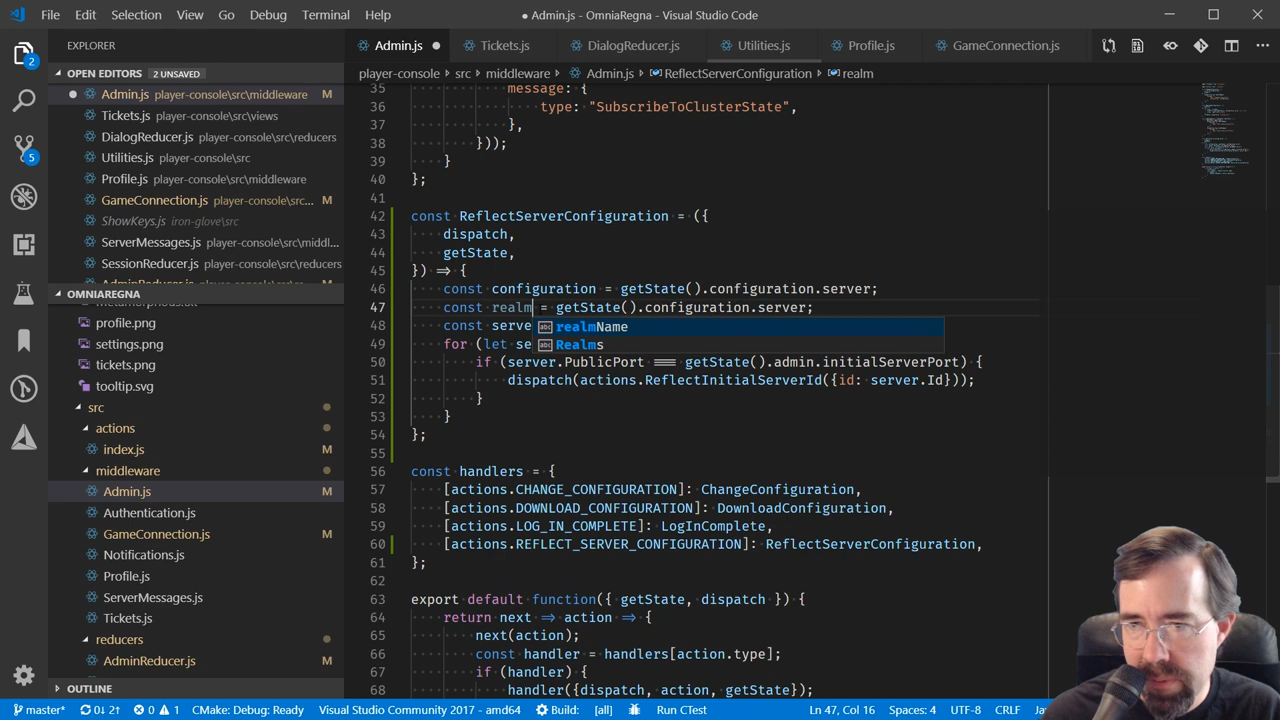 File Edit Selection View Go Debug Terminal Help
● Admin.js - OmniaRegna - Visual Studio Code
EXPLORER
OPEN EDITORS 2 UNSAVED
Admin.js player-console\src\middleware M
Tickets.js player-console\src\views
DialogReducer.js player-console\src\reducers
Utilities.js player-console\src
Profile.js player-console\src\middleware
GameConnection.js player-console\src... M
ShowKeys.js iron-glove\src
ServerMessages.js player-console\src\middl...
SessionReducer.js player-console\src\reducers
OMNIAREGNA
profile.png
settings.png
tickets.png
tooltip.svg
src
actions
index.js M
middleware
Admin.js M
Authentication.js
GameConnection.js M
Notifications.js
Profile.js
ServerMessages.js
Tickets.js
reducers
AdminReducer.js M
OUTLINE
2
5
Admin.js Tickets.js DialogReducer.js Utilities.js Profile.js GameConnection.js
player-console › src › middleware › Admin.js › ReflectServerConfiguration › realm
35 message: {
36 type: "SubscribeToClusterState",
37 },
38 }));
39 }
40 };
41
42 const ReflectServerConfiguration = ({
43 dispatch,
44 getState,
45 }) => {
46 const configuration = getState().configuration.server;
47 const realm = getState().configuration.server;
48 const serve
49 for (let se
realmName
Realms
50 if (server.PublicPort === getState().admin.initialServerPort) {
51 dispatch(actions.ReflectInitialServerId({id: server.Id}));
52 }
53 }
54 };
55
56 const handlers = {
57 [actions.CHANGE_CONFIGURATION]: ChangeConfiguration,
58 [actions.DOWNLOAD_CONFIGURATION]: DownloadConfiguration,
59 [actions.LOG_IN_COMPLETE]: LogInComplete,
60 [actions.REFLECT_SERVER_CONFIGURATION]: ReflectServerConfiguration,
61 };
62
63 export default function({ getState, dispatch }) {
64 return next => action => {
65 next(action);
66 const handler = handlers[action.type];
67 if (handler) {
68 handler({dispatch, action, getState});
master* 0↓ 2↑ 0 1 CMake: Debug: Ready Visual Studio Community 2017 - amd64 Build: [all] Run CTest Ln 47, Col 16 Spaces: 4 UTF-8 CRLF